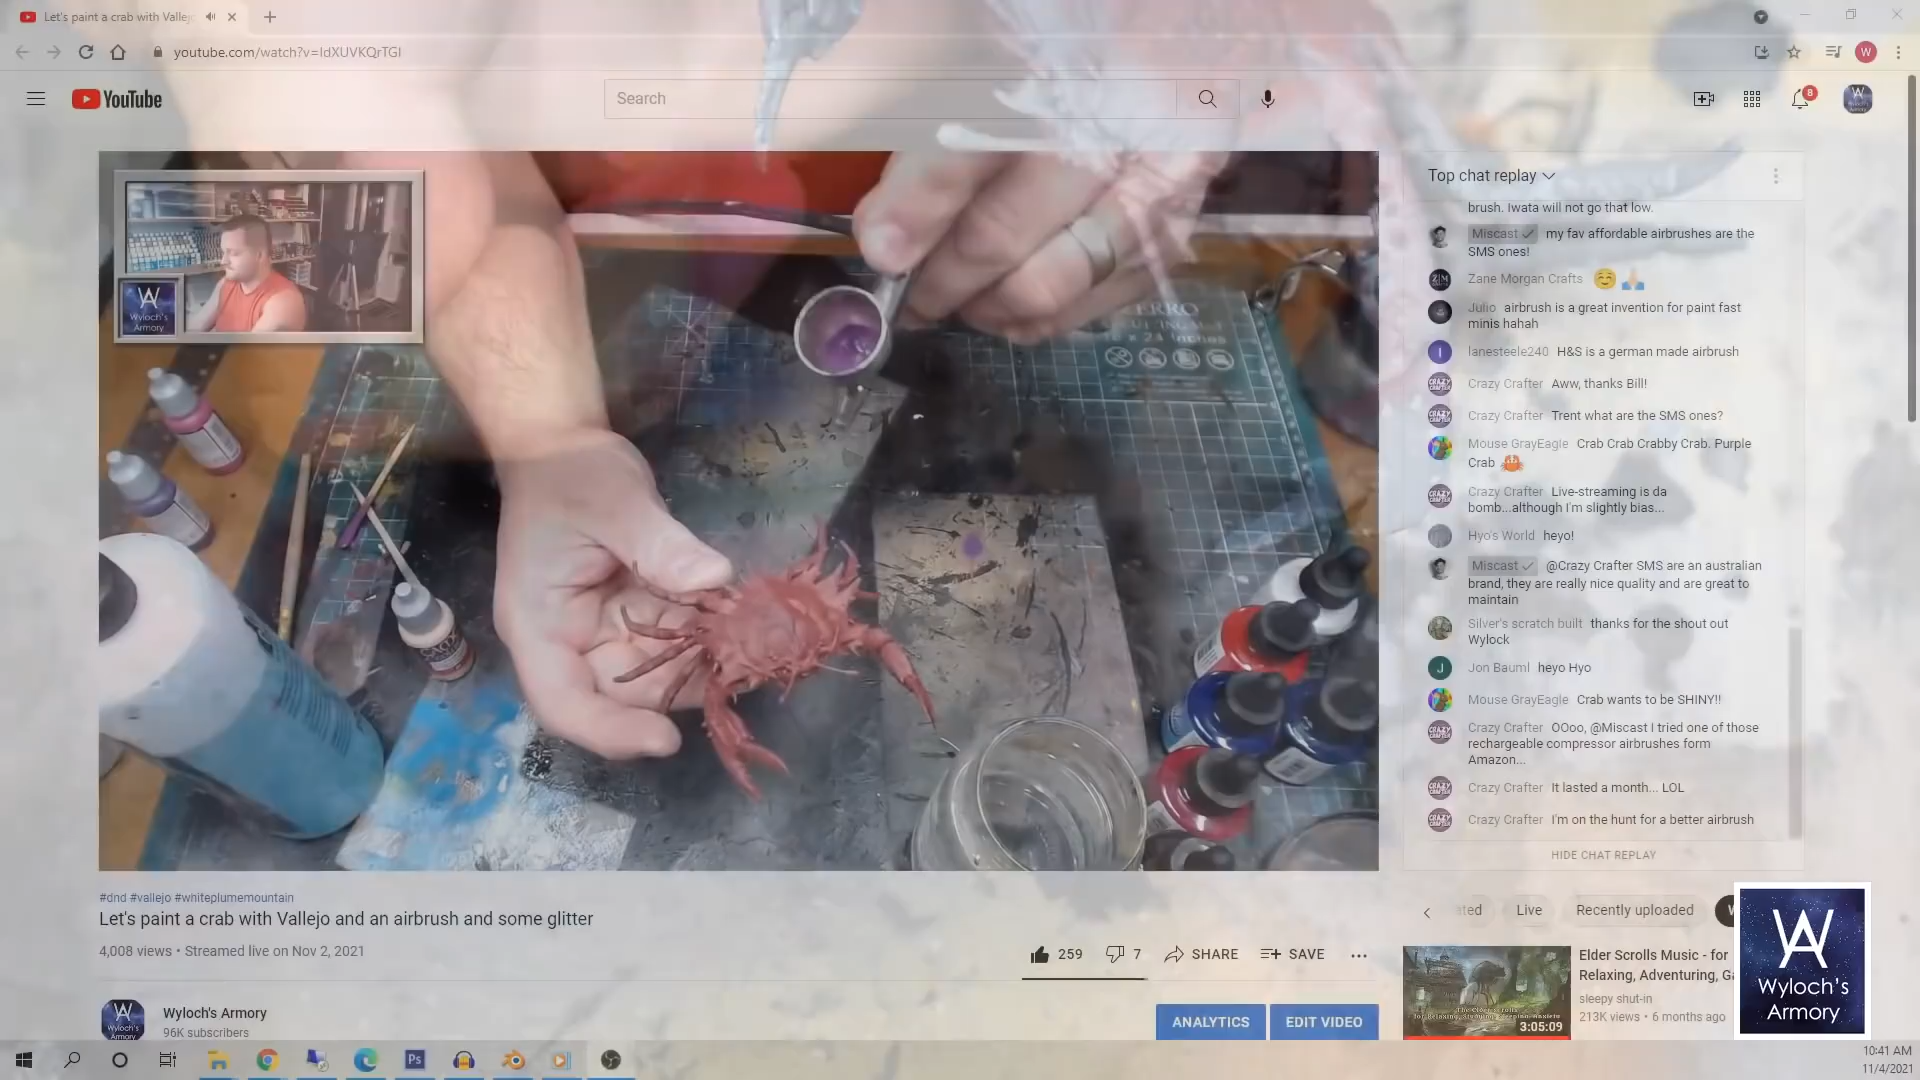 Let's paint a crab with Vallej
youtube.com/watch?v=IdXUVKQrTGI
W
YouTube
Search
8
Wyloch's
Armory
ERRO
Top chat replay
brush. Iwata will not go that low.
Miscast my fav affordable airbrushes are the
SMS ones!
Zane Morgan Crafts
Julio airbrush is a great invention for paint fast
minis hahah
lanesteele240 H&S is a german made airbrush
Crazy Crafter Aww, thanks Bill!
Crazy Crafter Trent what are the SMS ones?
Mouse GrayEagle Crab Crab Crabby Crab. Purple
Crab
Crazy Crafter Live-streaming is da
bomb...although I'm slightly bias...
Hyo's World heyo!
Miscast @Crazy Crafter SMS are an australian
brand, they are really nice quality and are great to
maintain
Silver's scratch built thanks for the shout out
Wylock
Jon Bauml heyo Hyo
Mouse GrayEagle Crab wants to be SHINY!!
Crazy Crafter OOoo, @Miscast I tried one of those
rechargeable compressor airbrushes form
Amazon...
Crazy Crafter It lasted a month... LOL
Crazy Crafter I'm on the hunt for a better airbrush
HIDE CHAT REPLAY
#dnd #vallejo #whiteplumemountain
Let's paint a crab with Vallejo and an airbrush and some glitter
4,008 views • Streamed live on Nov 2, 2021
259 7 SHARE SAVE
Wyloch's Armory
96K subscribers
ANALYTICS EDIT VIDEO
ated Live Recently uploaded W
Elder Scrolls Music - for
Relaxing, Adventuring, Ga
sleepy shut-in
213K views • 6 months ago
The Elder Scrolls
3:05:09
Wyloch's
Armory
Ps
10:41 AM
11/4/2021